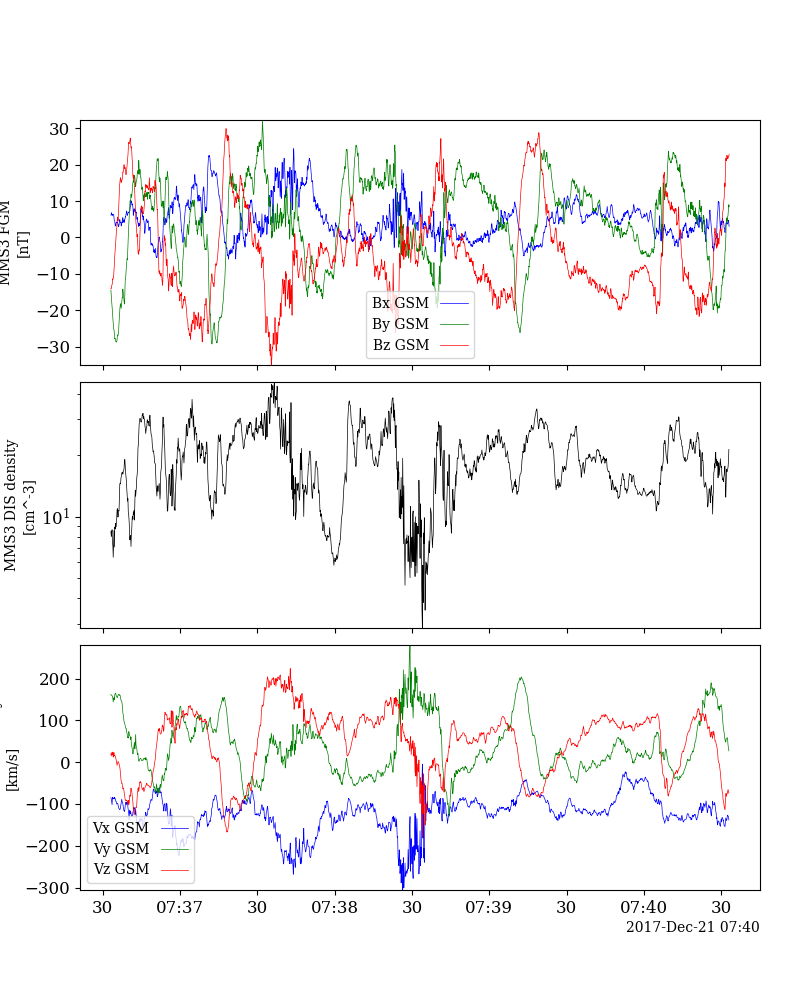 30
20
10
0
−10
−20
−30
MMS3 FGM
[nT]
Bx GSM
By GSM
Bz GSM
10^1
MMS3 DIS density
[cm^-3]
200
100
0
−100
−200
−300
[km/s]
Vx GSM
Vy GSM
Vz GSM
30 07:37 30 07:38 30 07:39 30 07:40 30
2017-Dec-21 07:40